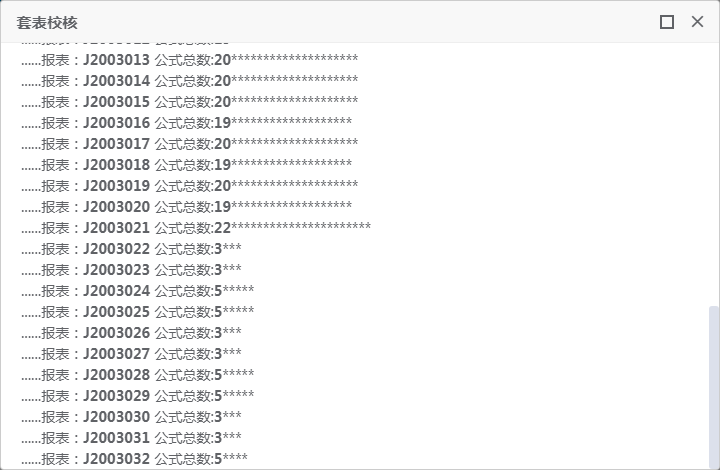 套表校核
......报表：J2003013 公式总数:20********************
......报表：J2003014 公式总数:20********************
......报表：J2003015 公式总数:20********************
......报表：J2003016 公式总数:19*******************
......报表：J2003017 公式总数:20********************
......报表：J2003018 公式总数:19*******************
......报表：J2003019 公式总数:20********************
......报表：J2003020 公式总数:19*******************
......报表：J2003021 公式总数:22**********************
......报表：J2003022 公式总数:3***
......报表：J2003023 公式总数:3***
......报表：J2003024 公式总数:5*****
......报表：J2003025 公式总数:5*****
......报表：J2003026 公式总数:3***
......报表：J2003027 公式总数:3***
......报表：J2003028 公式总数:5*****
......报表：J2003029 公式总数:5*****
......报表：J2003030 公式总数:3***
......报表：J2003031 公式总数:3***
......报表：J2003032 公式总数:5****